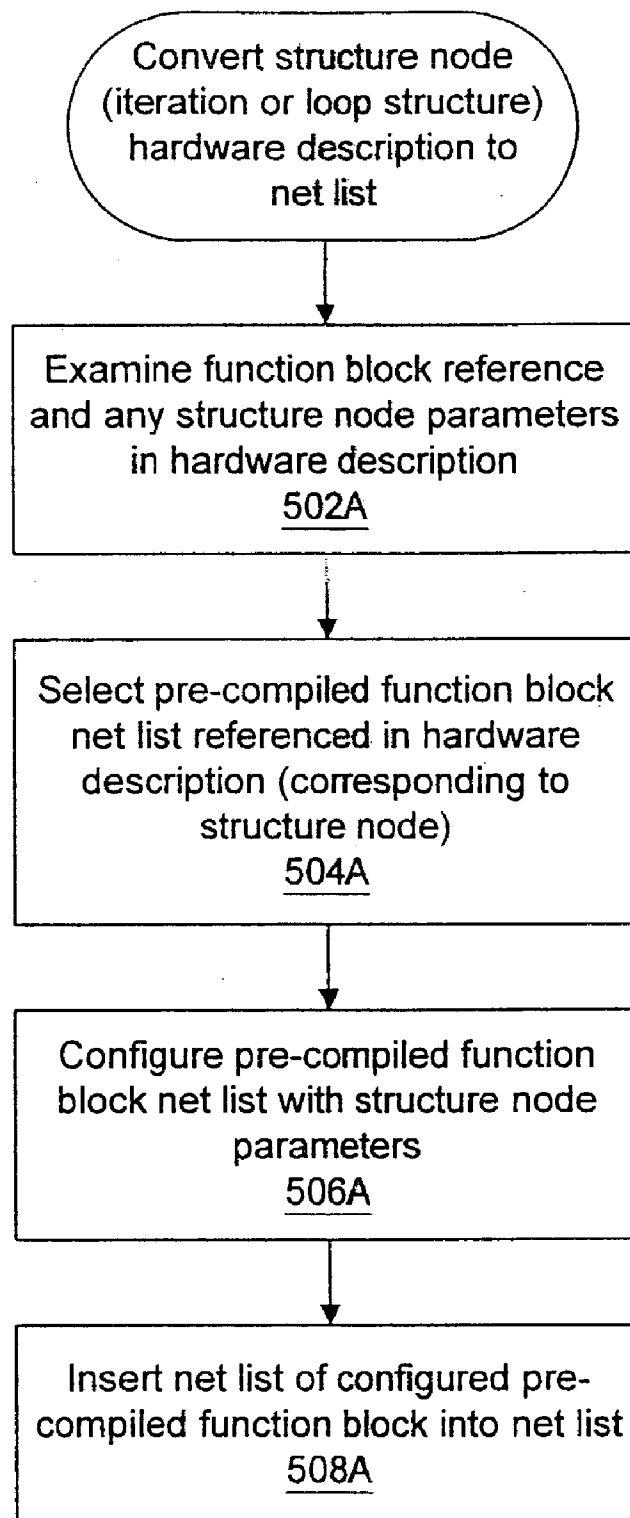 Convert structure node
(iteration or loop structure)
hardware description to
net list
Examine function block reference
and any structure node parameters
in hardware description
502A
Select pre-compiled function block
net list referenced in hardware
description (corresponding to
structure node)
504A
Configure pre-compiled function
block net list with structure node
parameters
506A
Insert net list of configured pre-
compiled function block into net list
508A